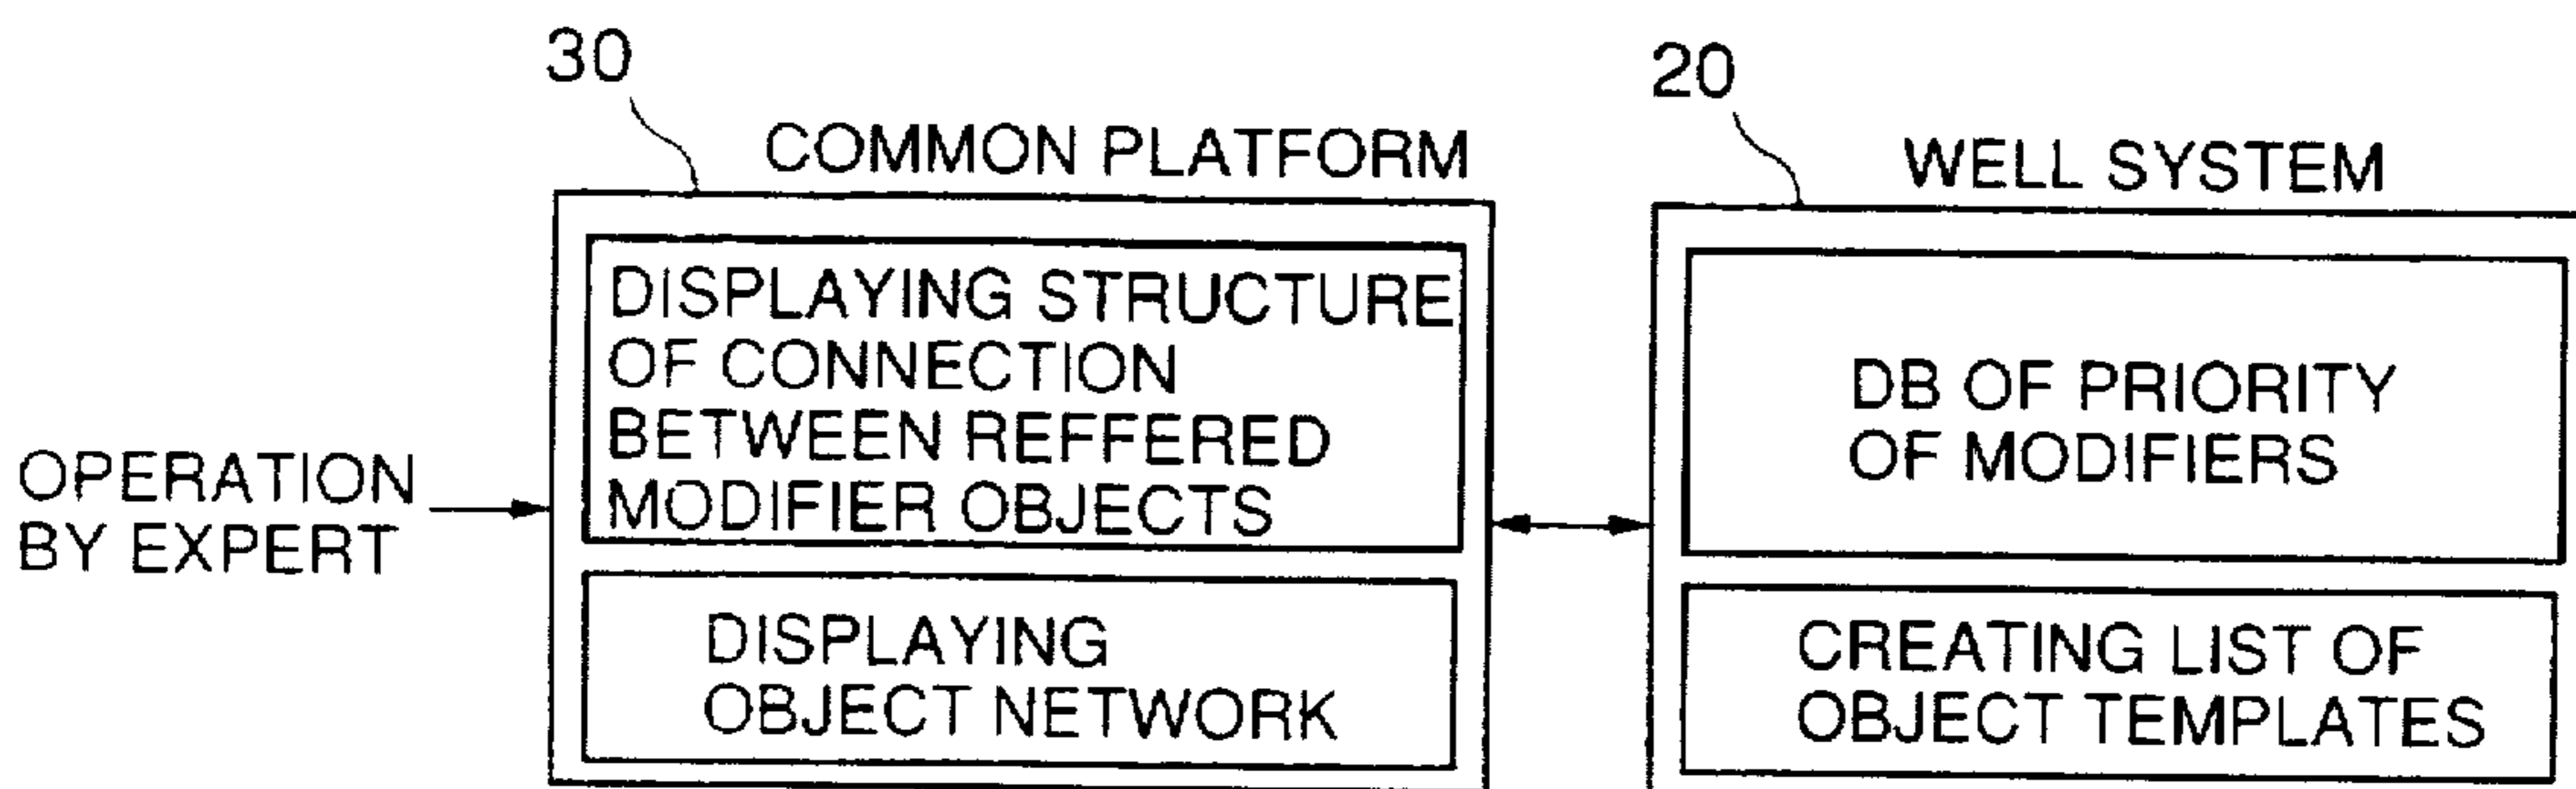 30
COMMON PLATFORM
DISPLAYING STRUCTURE
OF CONNECTION
BETWEEN REFFERED
MODIFIER OBJECTS
DISPLAYING
OBJECT NETWORK
OPERATION
BY EXPERT
20
WELL SYSTEM
DB OF PRIORITY
OF MODIFIERS
CREATING LIST OF
OBJECT TEMPLATES